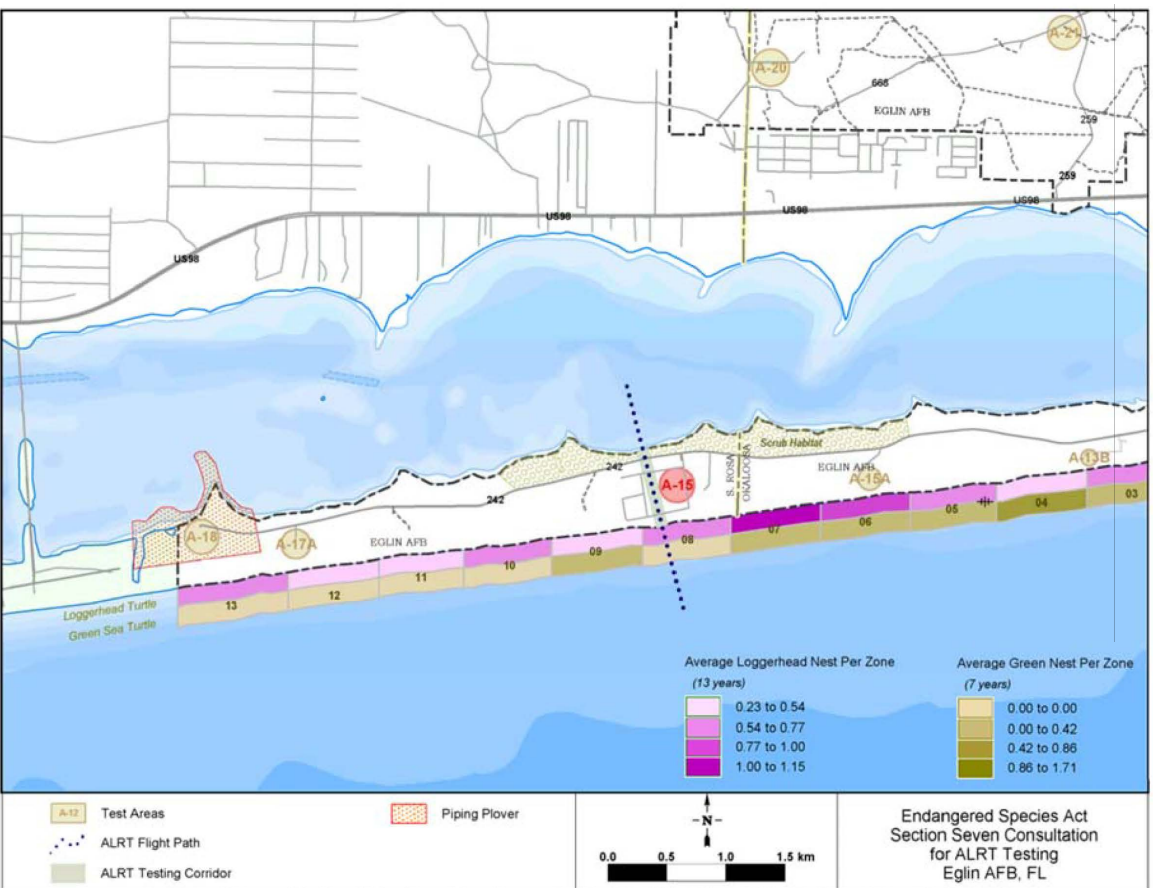 A-21
A-20
668
EGLIN AFB
259
259
US98
US98
US98
US98
Scrub Habitat
242
A-15
S. ROSA
OKALOOSA
EGLIN AFB
A-15A
A-13B
242
A-18
A-17A
EGLIN AFB
03
04
05
06
07
08
09
10
11
12
13
Loggerhead Turtle
Green Sea Turtle
Average Loggerhead Nest Per Zone
(13 years)
0.23 to 0.54
0.54 to 0.77
0.77 to 1.00
1.00 to 1.15
Average Green Nest Per Zone
(7 years)
0.00 to 0.00
0.00 to 0.42
0.42 to 0.86
0.86 to 1.71
A-12 Test Areas
ALRT Flight Path
ALRT Testing Corridor
Piping Plover
N
0.0 0.5 1.0 1.5 km
Endangered Species Act
Section Seven Consultation
for ALRT Testing
Eglin AFB, FL